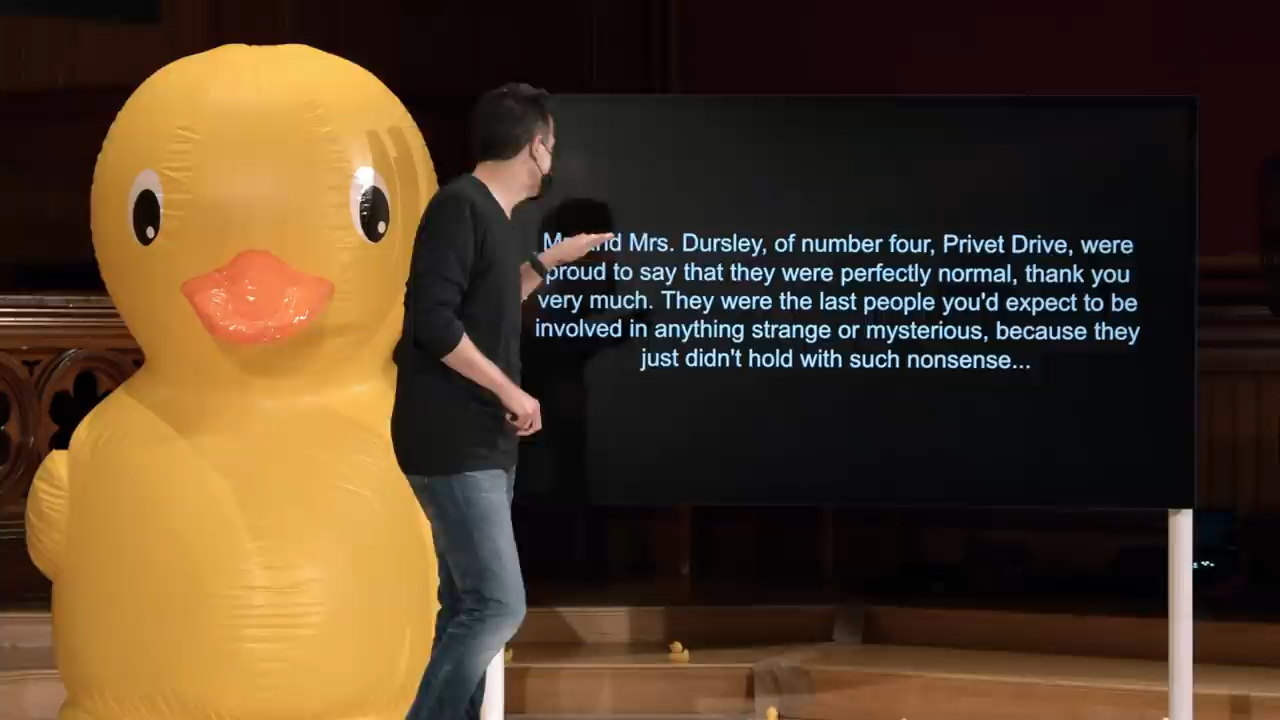 Mr. and Mrs. Dursley, of number four, Privet Drive, were
proud to say that they were perfectly normal, thank you
very much. They were the last people you'd expect to be
involved in anything strange or mysterious, because they
just didn't hold with such nonsense...